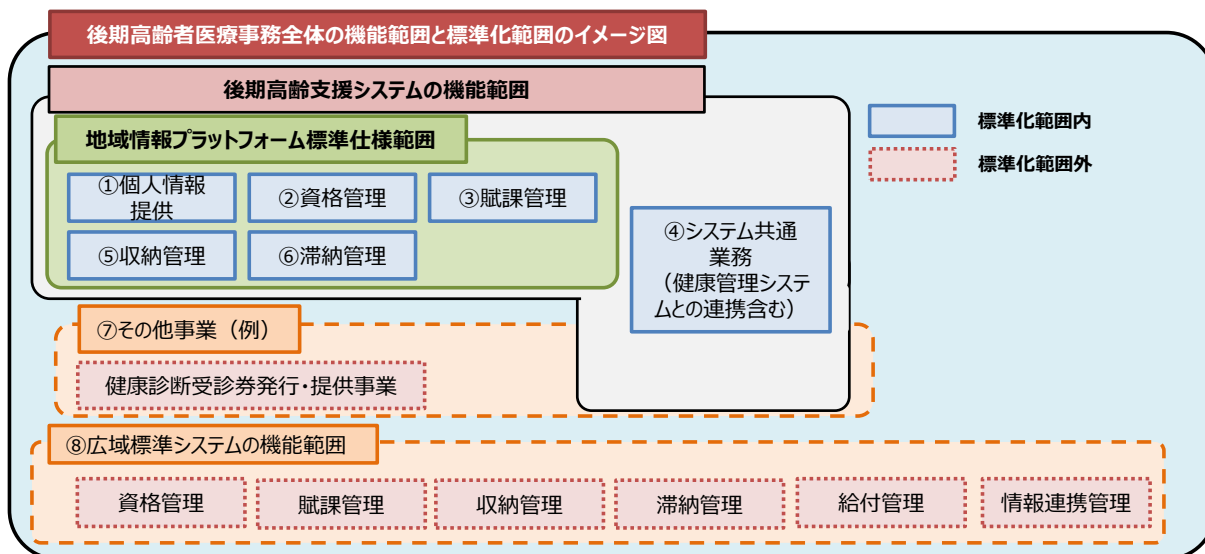 後期高齢者医療事務全体の機能範囲と標準化範囲のイメージ図
後期高齢支援システムの機能範囲
地域情報プラットフォーム標準仕様範囲
標準化範囲内
標準化範囲外
①個人情報
提供
②資格管理
③賦課管理
④システム共通
業務
（健康管理システ
ムとの連携含む）
⑤収納管理
⑥滞納管理
⑦その他事業（例）
健康診断受診券発行・提供事業
⑧広域標準システムの機能範囲
資格管理
賦課管理
収納管理
滞納管理
給付管理
情報連携管理